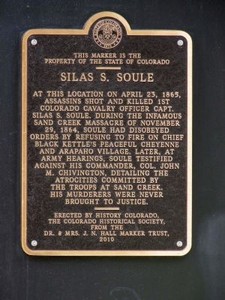 THIS MARKER IS THE
PROPERTY OF THE STATE OF COLORADO
SILAS S. SOULE
AT THIS LOCATION ON APRIL 23, 1865,
ASSASSINS SHOT AND KILLED 1ST
COLORADO CAVALRY OFFICER CAPT.
SILAS S. SOULE. DURING THE INFAMOUS
SAND CREEK MASSACRE OF NOVEMBER
29, 1864, SOULE HAD DISOBEYED
ORDERS BY REFUSING TO FIRE ON CHIEF
BLACK KETTLE'S PEACEFUL CHEYENNE
AND ARAPAHO VILLAGE. LATER, AT
ARMY HEARINGS, SOULE TESTIFIED
AGAINST HIS COMMANDER, COL. JOHN
M. CHIVINGTON, DETAILING THE
ATROCITIES COMMITTED BY
THE TROOPS AT SAND CREEK.
HIS MURDERERS WERE NEVER
BROUGHT TO JUSTICE.
ERECTED BY HISTORY COLORADO,
THE COLORADO HISTORICAL SOCIETY,
FROM THE
DR. & MRS. J. H. HALL MARKER TRUST,
2010